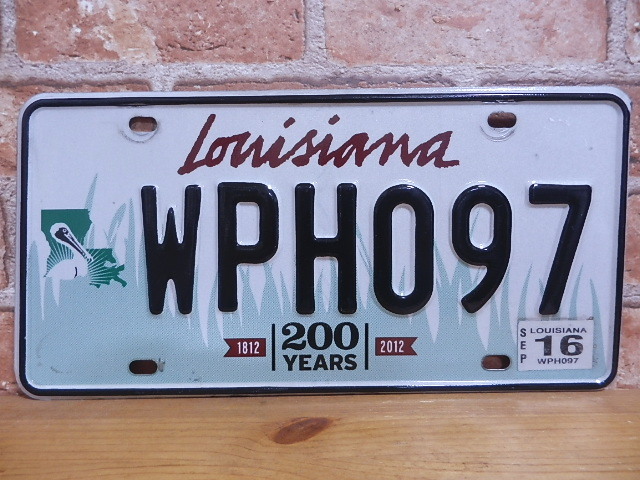 Louisiana
WPH097
1812 200 YEARS 2012
SEP
LOUISIANA
16
WPH097